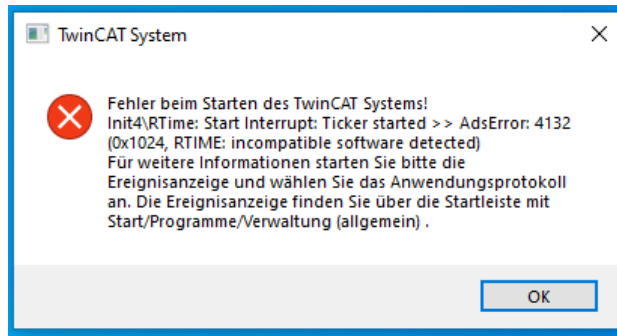 TwinCAT System
Fehler beim Starten des TwinCAT Systems!
Init4\RTime: Start Interrupt: Ticker started >> AdsError: 4132
(0x1024, RTIME: incompatible software detected)
Für weitere Informationen starten Sie bitte die
Ereignisanzeige und wählen Sie das Anwendungsprotokoll
an. Die Ereignisanzeige finden Sie über die Startleiste mit
Start/Programme/Verwaltung (allgemein) .
OK